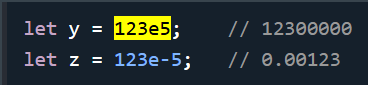 let y = 123e5;    // 12300000
let z = 123e-5;   // 0.00123